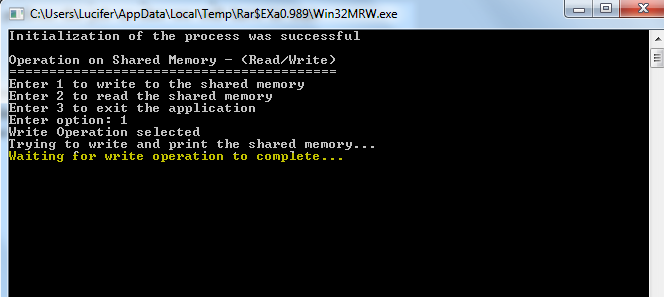 C:\Users\Lucifer\AppData\Local\Temp\Rar$EXa0.989\Win32MRW.exe
Initialization of the process was successful
Operation on Shared Memory - (Read/Write)
=========================================
Enter 1 to write to the shared memory
Enter 2 to read the shared memory
Enter 3 to exit the application
Enter option: 1
Write Operation selected
Trying to write and print the shared memory...
Waiting for write operation to complete...